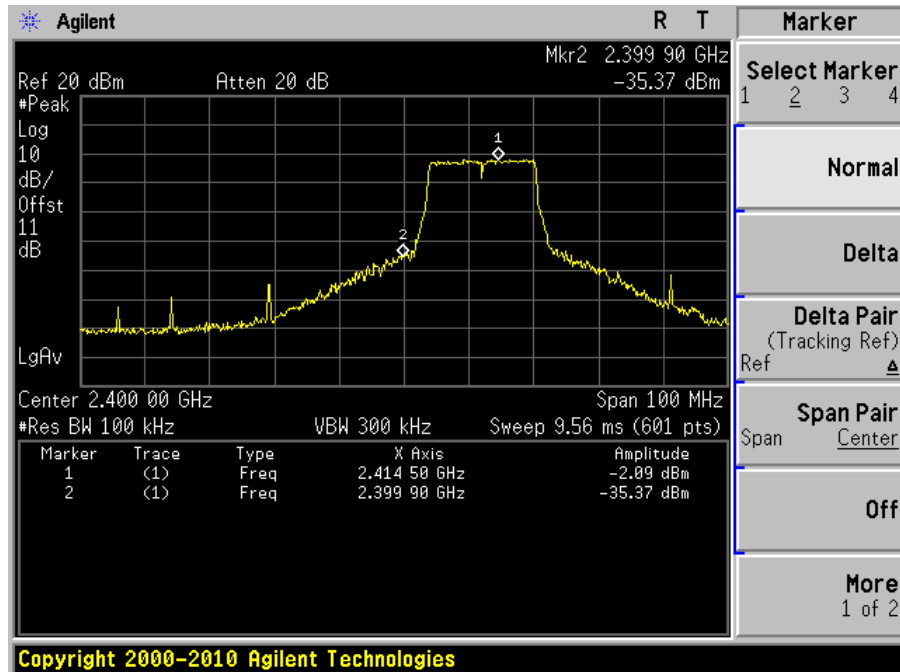 Agilent R T Marker
Mkr2 2.399 90 GHz
Ref 20 dBm Atten 20 dB -35.37 dBm
#Peak
Log
10
dB/
Offst
11
dB
LgAv
1
2
Center 2.400 00 GHz Span 100 MHz
#Res BW 100 kHz VBW 300 kHz Sweep 9.56 ms (601 pts)
Marker Trace Type X Axis Amplitude
1 (1) Freq 2.414 50 GHz -2.09 dBm
2 (1) Freq 2.399 90 GHz -35.37 dBm
Select Marker
1 2 3 4
Normal
Delta
Delta Pair
(Tracking Ref)
Ref Δ
Span Pair
Span Center
Off
More
1 of 2
Copyright 2000-2010 Agilent Technologies